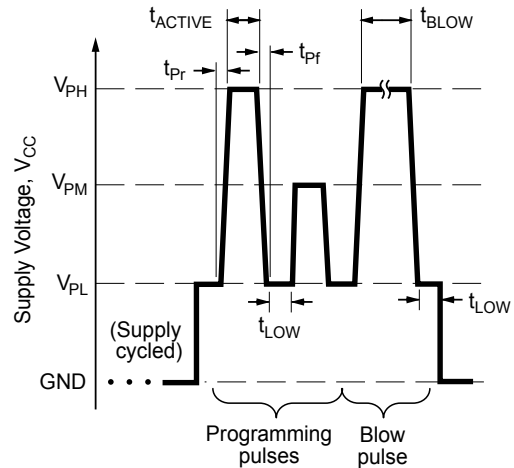 tACTIVE
tBLOW
tPr
tPf
VPH
VPM
Supply Voltage, VCC
VPL
tLOW
tLOW
(Supply
cycled)
GND
Programming
pulses
Blow
pulse